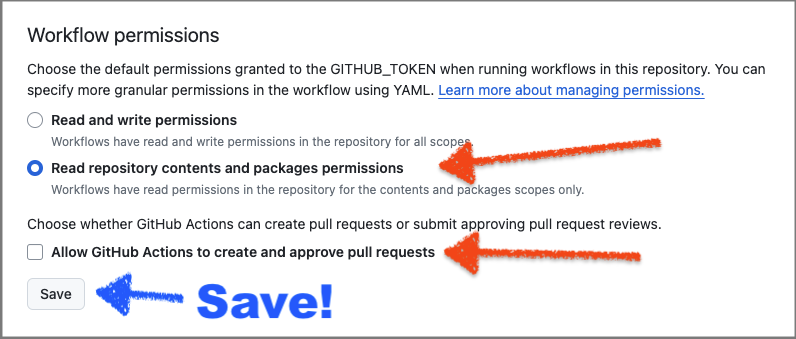 Workflow permissions
Choose the default permissions granted to the GITHUB_TOKEN when running workflows in this repository. You can
specify more granular permissions in the workflow using YAML. Learn more about managing permissions.
Read and write permissions
Workflows have read and write permissions in the repository for all scopes.
Read repository contents and packages permissions
Workflows have read permissions in the repository for the contents and packages scopes only.
Choose whether GitHub Actions can create pull requests or submit approving pull request reviews.
Allow GitHub Actions to create and approve pull requests
Save
Save!